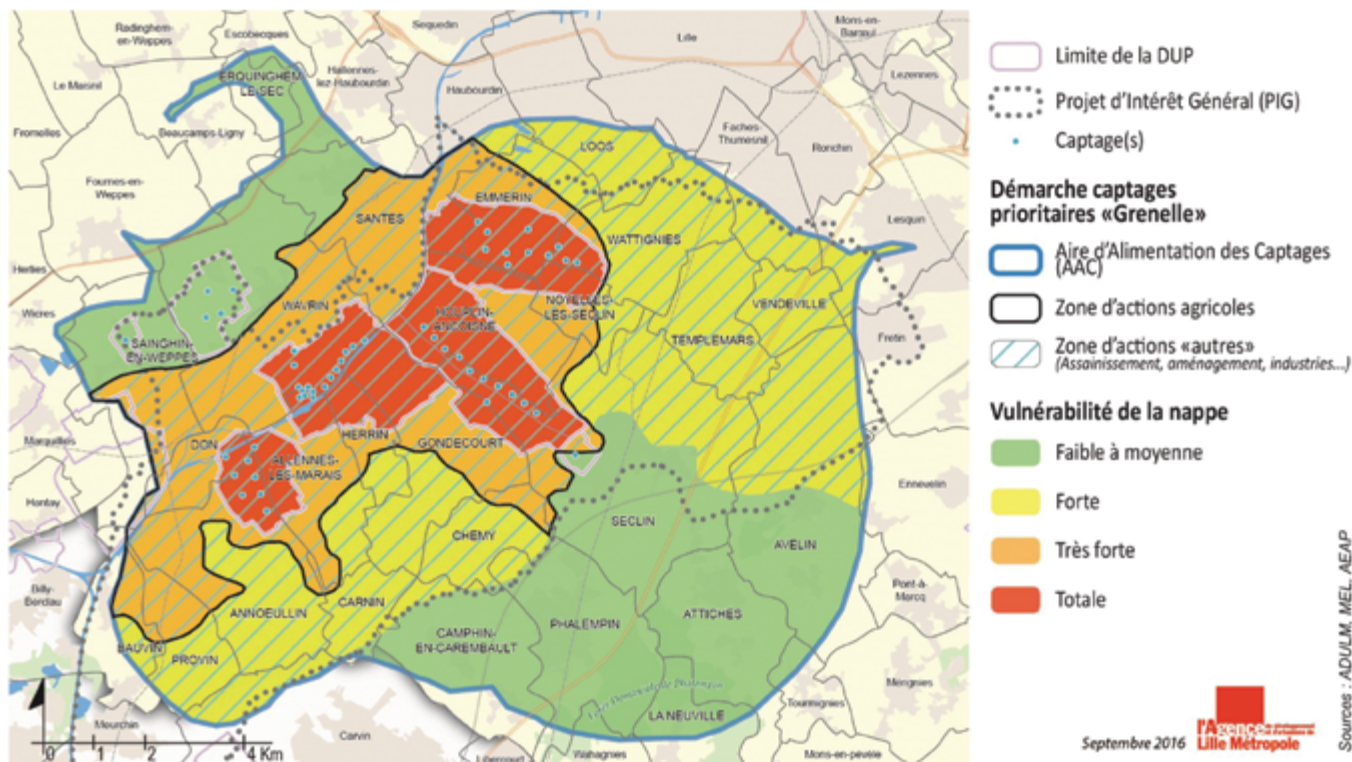 Radinghem-
en-Weppes
Escobecques
Sequedin
Lille
Mons-en-
Barœul
Le Maisnil
ERQUINGHEM-
LE-SEC
Hallennes-
lez-Haubourdin
Haubourdin
Lezennes
Fromelles
Beaucamps-Ligny
LOOS
Faches-
Thumesnil
Ronchin
Fournes-en-
Weppes
SANTES
EMMERIN
WATTIGNIES
Lesquin
Herlies
WAVRIN
HOUPLIN-
ANCOISNE
NOYELLES-
LES-SECLIN
VENDEVILLE
Wicres
SAINGHIN-
EN-WEPPES
TEMPLEMARS
Fretin
Marquillies
DON
HERRIN
GONDECOURT
ALLENNES-
LES-MARAIS
Hantay
Ennevelin
SECLIN
CHEMY
AVELIN
Billy-
Berclau
ANNOEULLIN
CARNIN
Pont-à-
Marcq
PHALEMPIN
ATTICHES
CAMPHIN-
EN-CAREMBAULT
BAUVIN
PROVIN
Mérignies
LA NEUVILLE
Tourmignies
Meurchin
Carvin
Wahagnies
Libercourt
Mons-en-pévèle
0 1 2 4 Km
Limite de la DUP
Projet d'Intérêt Général (PIG)
Captage(s)
Démarche captages
prioritaires «Grenelle»
Aire d'Alimentation des Captages
(AAC)
Zone d'actions agricoles
Zone d'actions «autres»
(Assainissement, aménagement, industries...)
Vulnérabilité de la nappe
Faible à moyenne
Forte
Très forte
Totale
Septembre 2016
l'Agence
Lille Métropole
Sources : ADULM, MEL, AEAP